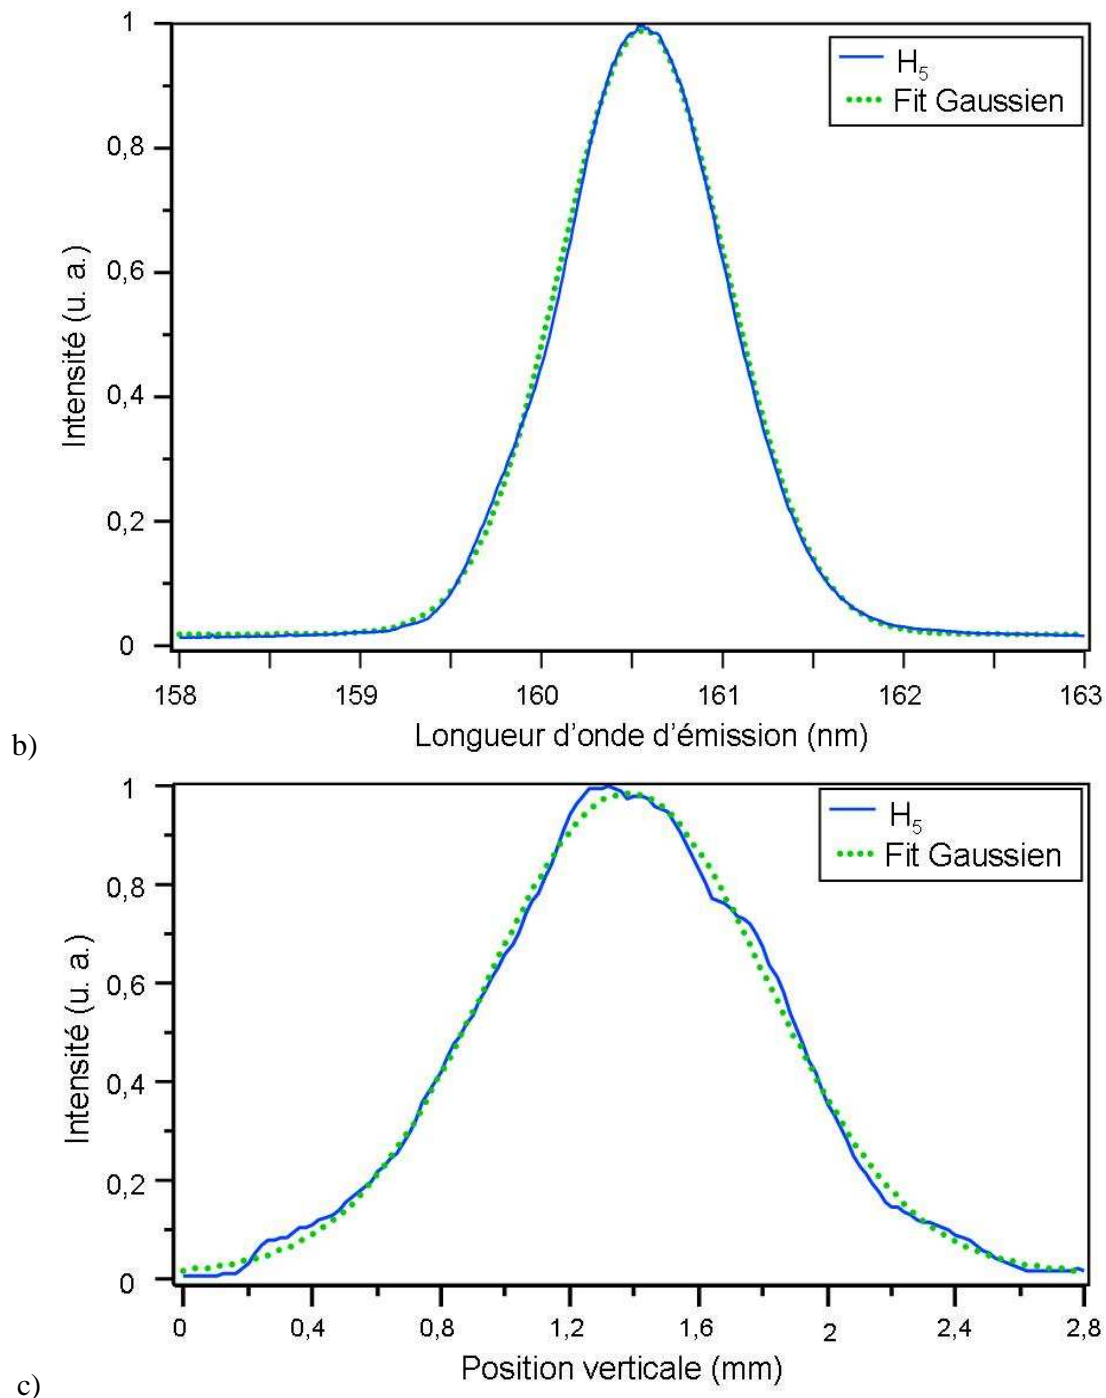 1
0,8
0,6
0,4
0,2
0
Intensité (u. a.)
H5
Fit Gaussien
158 159 160 161 162 163
Longueur d'onde d'émission (nm)
b)
1
0,8
0,6
0,4
0,2
0
Intensité (u. a.)
H5
Fit Gaussien
0 0,4 0,8 1,2 1,6 2 2,4 2,8
Position verticale (mm)
c)